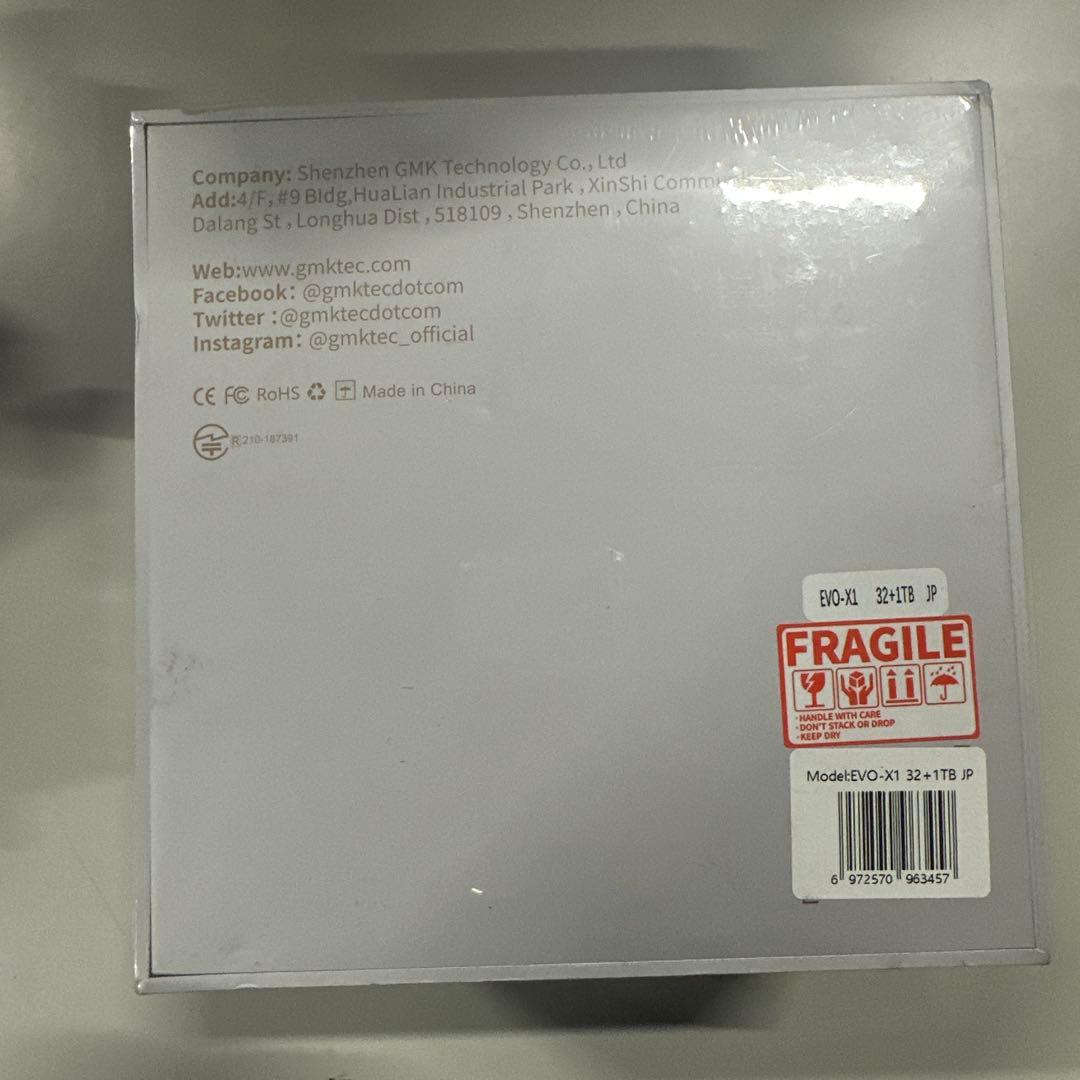 Company: Shenzhen GMK Technology Co., Ltd
Add:4/F, #9 Bldg,HuaLian Industrial Park , XinShi
Dalang St , Longhua Dist , 518109 , Shenzhen , China
Web:www.gmktec.com
Facebook: @gmktecdotcom
Twitter :@gmktecdotcom
Instagram: @gmktec_official
CE FC RoHS Made in China
R 210-187391
EVO-X1 32+1TB JP
FRAGILE
·HANDLE WITH CARE
·DON'T STACK OR DROP
·KEEP DRY
Model:EVO-X1 32+1TB JP
6 972570 963457